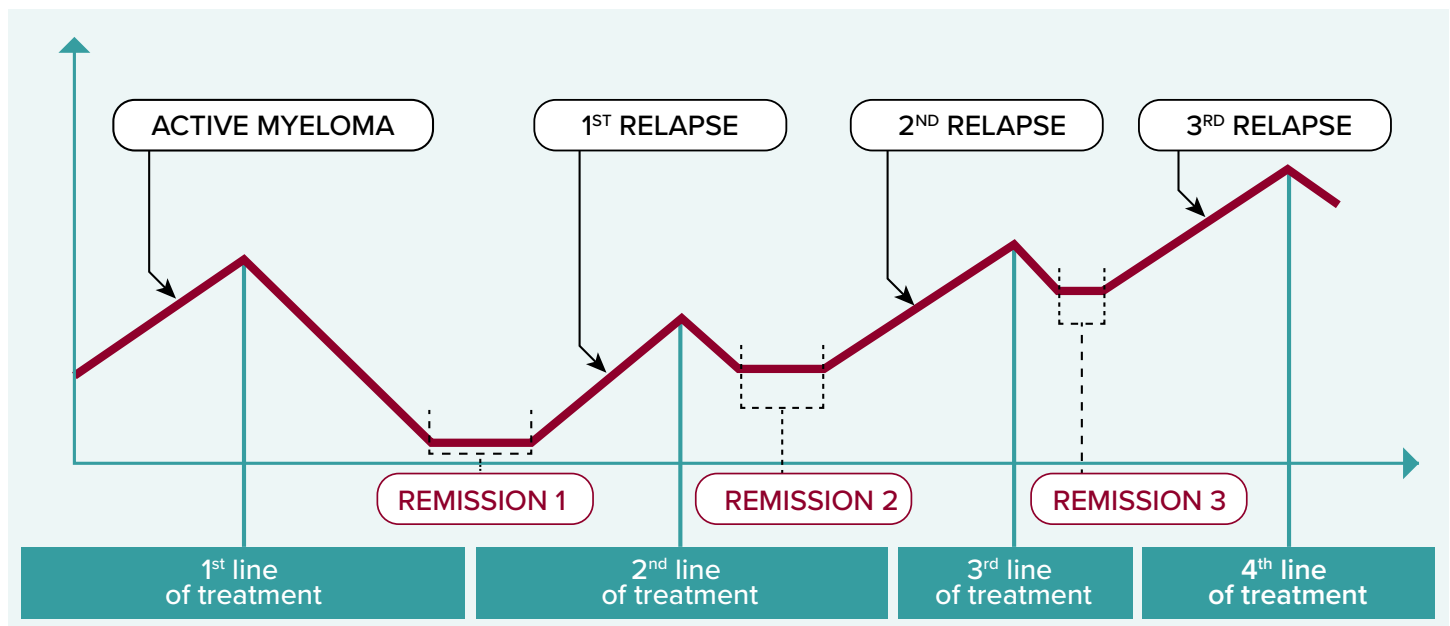 ACTIVE MYELOMA
1ST RELAPSE
2ND RELAPSE
3RD RELAPSE
REMISSION 1
REMISSION 2
REMISSION 3
1st line
of treatment
2nd line
of treatment
3rd line
of treatment
4th line
of treatment